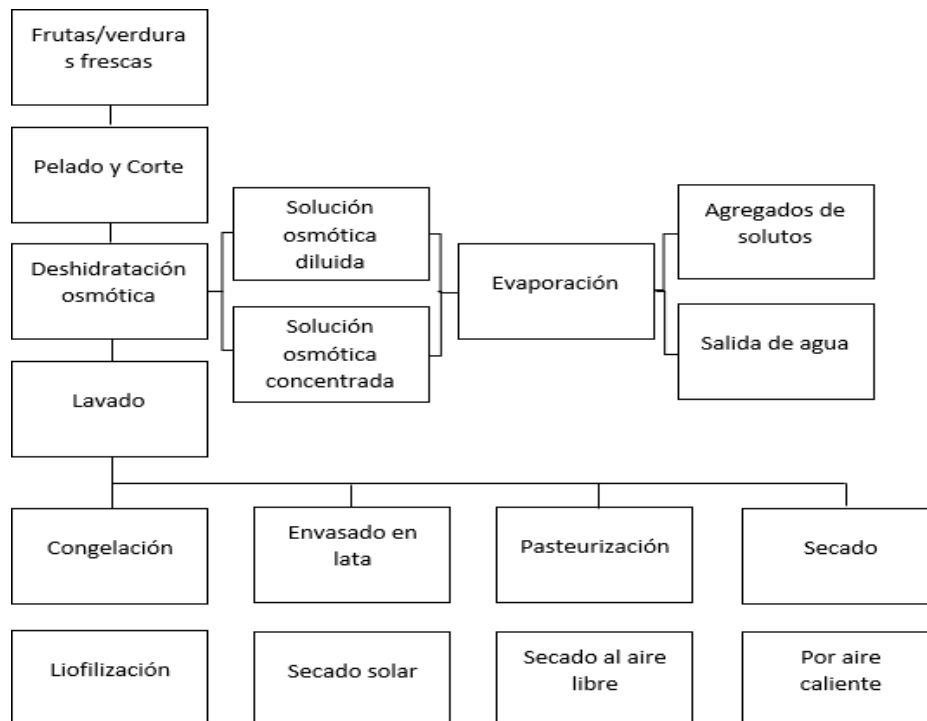 Frutas/verdura
s frescas
Pelado y Corte
Deshidratación
osmótica
Solución
osmótica
diluida
Solución
osmótica
concentrada
Evaporación
Agregados de
solutos
Salida de agua
Lavado
Congelación
Envasado en
lata
Pasteurización
Secado
Liofilización
Secado solar
Secado al aire
libre
Por aire
caliente